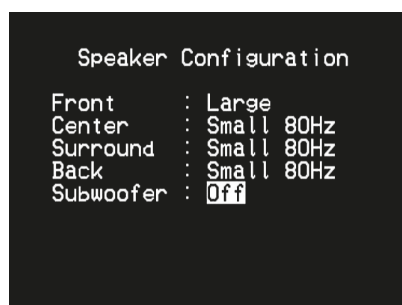 Speaker Configuration
Front : Large
Center : Small 80Hz
Surround : Small 80Hz
Back : Small 80Hz
Subwoofer : Off